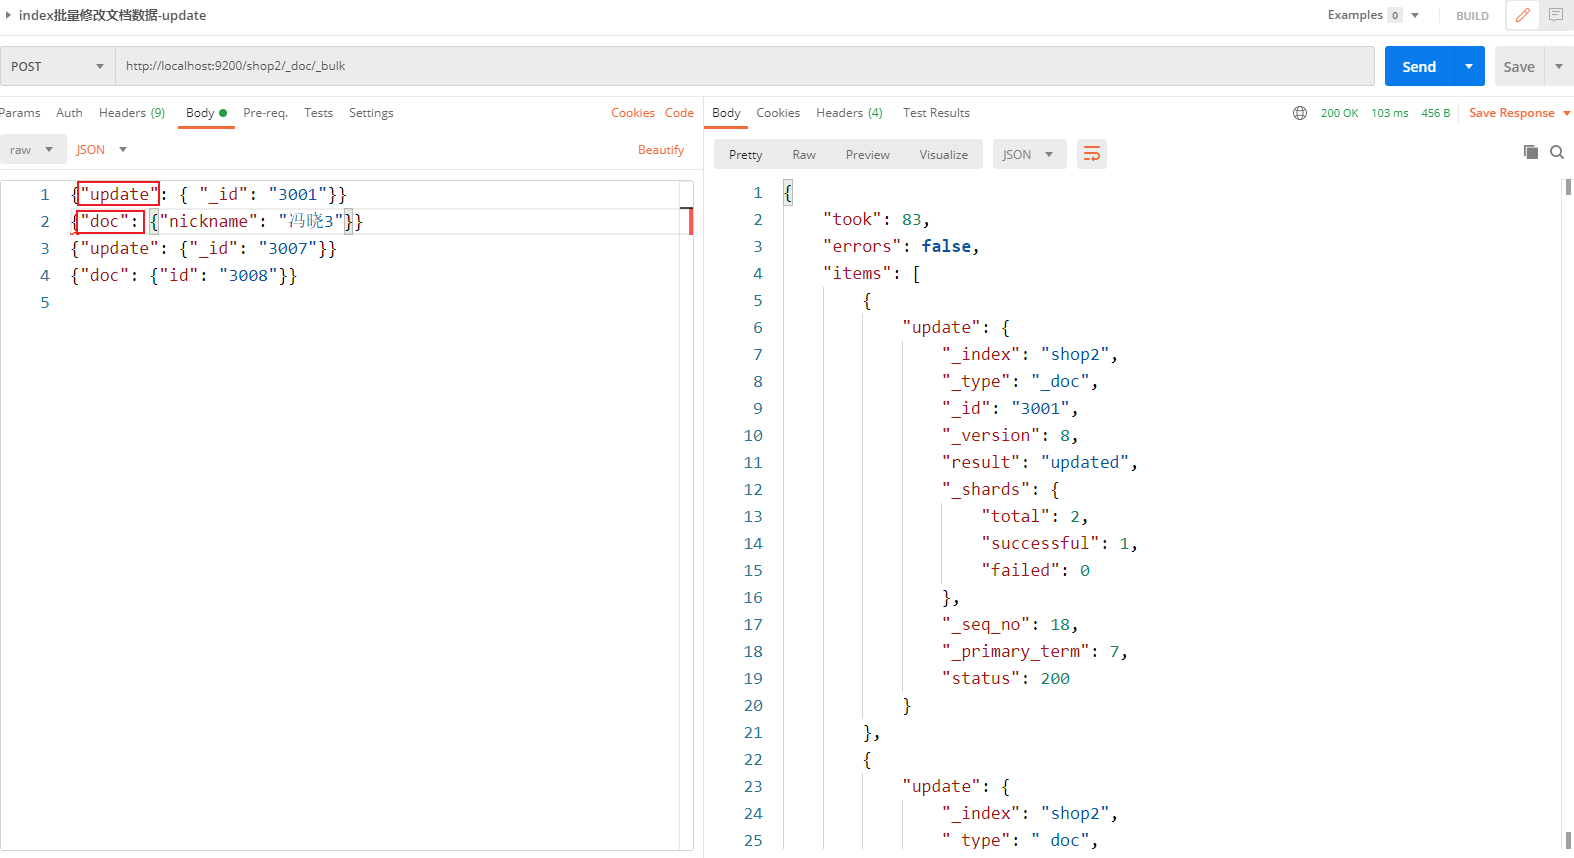 index批量修改文档数据-update
Examples 0 BUILD
POST http://localhost:9200/shop2/_doc/_bulk Send Save
Params Auth Headers (9) Body Pre-req. Tests Settings Cookies Code
raw JSON Beautify
1 {"update": { "_id": "3001"}}
2 {"doc": {"nickname": "冯晓3"}}
3 {"update": {"_id": "3007"}}
4 {"doc": {"id": "3008"}}
5
Body Cookies Headers (4) Test Results 200 OK 103 ms 456 B Save Response
Pretty Raw Preview Visualize JSON
1 {
2 "took": 83,
3 "errors": false,
4 "items": [
5 {
6 "update": {
7 "_index": "shop2",
8 "_type": "_doc",
9 "_id": "3001",
10 "_version": 8,
11 "result": "updated",
12 "_shards": {
13 "total": 2,
14 "successful": 1,
15 "failed": 0
16 },
17 "_seq_no": 18,
18 "_primary_term": 7,
19 "status": 200
20 }
21 },
22 {
23 "update": {
24 "_index": "shop2",
25 "_type": "_doc",